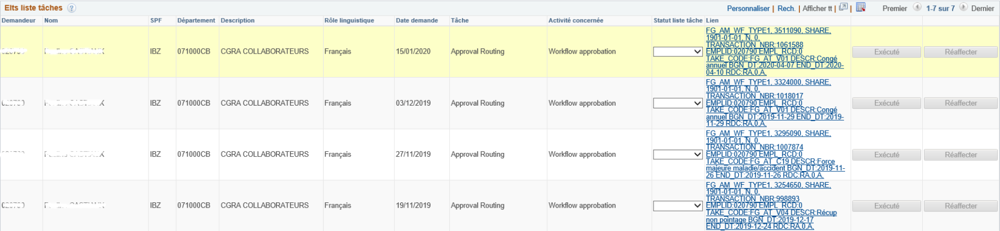 Elts liste tâches ?
Personnaliser | Rech. | Afficher tt | | Premier 1-7 sur 7 Dernier
Demandeur Nom SPF Département Description Rôle linguistique Date demande Tâche Activité concernée Statut liste tâche Lien
IBZ 071000CB CGRA COLLABORATEURS Français 15/01/2020 Approval Routing Workflow approbation
FG_AM_WF_TYPE1, 3511090, SHARE,
1901-01-01, N, 0,
TRANSACTION_NBR:1061588
EMPLID:020790 EMPL_RCD:0
TAKE_CODE:FG_AT_V01 DESCR:Congé
annuel BGN_DT:2020-04-07 END_DT:2020-
04-10 RDC:RA,0,A,
Exécuté Réaffecter
IBZ 071000CB CGRA COLLABORATEURS Français 03/12/2019 Approval Routing Workflow approbation
FG_AM_WF_TYPE1, 3324000, SHARE,
1901-01-01, N, 0,
TRANSACTION_NBR:1018017
EMPLID:020790 EMPL_RCD:0
TAKE_CODE:FG_AT_V01 DESCR:Congé
annuel BGN_DT:2019-11-29 END_DT:2019-
11-29 RDC:RA,0,A,
Exécuté Réaffecter
IBZ 071000CB CGRA COLLABORATEURS Français 27/11/2019 Approval Routing Workflow approbation
FG_AM_WF_TYPE1, 3295090, SHARE,
1901-01-01, N, 0,
TRANSACTION_NBR:1007874
EMPLID:020790 EMPL_RCD:0
TAKE_CODE:FG_AT_C19 DESCR:Force
majeure maladie/accident BGN_DT:2019-11-
26 END_DT:2019-11-26 RDC:RA,0,A,
Exécuté Réaffecter
IBZ 071000CB CGRA COLLABORATEURS Français 19/11/2019 Approval Routing Workflow approbation
FG_AM_WF_TYPE1, 3254650, SHARE,
1901-01-01, N, 0,
TRANSACTION_NBR:998893
EMPLID:020790 EMPL_RCD:0
TAKE_CODE:FG_AT_V04 DESCR:Récup
non pointage BGN_DT:2019-12-17
END_DT:2019-12-24 RDC:RA,0,A,
Exécuté Réaffecter